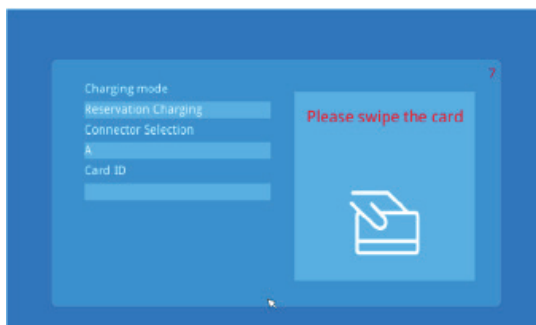 7
Charging mode
Reservation Charging
Connector Selection
A
Card ID
Please swipe the card